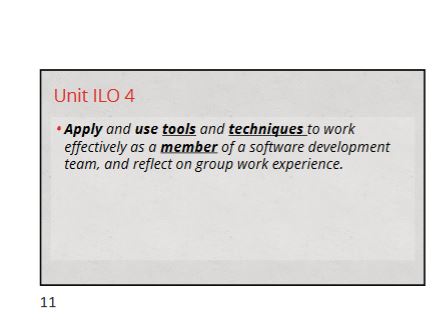 Unit ILO 4
• Apply and use tools and techniques to work
effectively as a member of a software development
team, and reflect on group work experience.
11